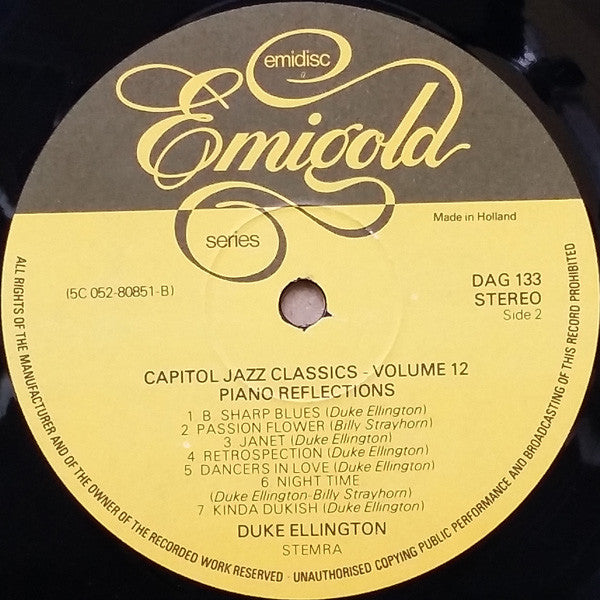 emidisc
Emigold
series
Made in Holland
(5C 052-80851-B)
DAG 133
STEREO
Side 2
CAPITOL JAZZ CLASSICS - VOLUME 12
PIANO REFLECTIONS
1 B. SHARP BLUES (Duke Ellington)
2 PASSION FLOWER (Billy Strayhorn)
3. JANET (Duke Ellington)
4 RETROSPECTION (Duke Ellington)
5 DANCERS IN LOVE (Duke Ellington)
6. NIGHT TIME
(Duke Ellington-Billy Strayhorn)
7 KINDA DUKISH (Duke Ellington)
DUKE ELLINGTON
STEMRA
ALL RIGHTS OF THE MANUFACTURER AND OF THE OWNER OF THE RECORDED WORK RESERVED - UNAUTHORISED COPYING PUBLIC PERFORMANCE AND BROADCASTING OF THIS RECORD PROHIBITED